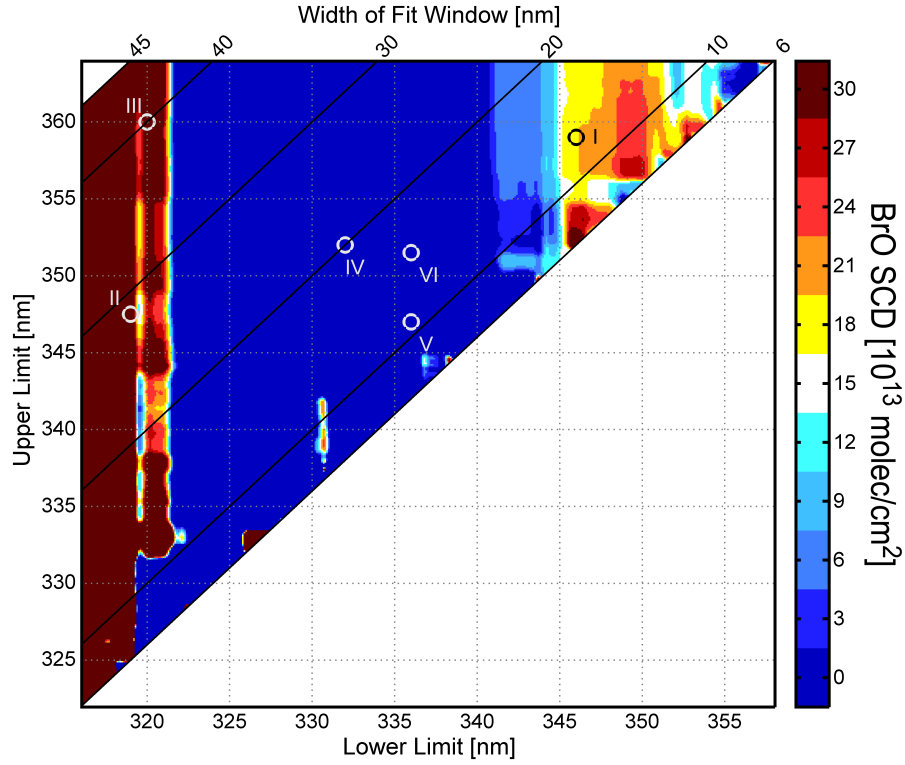 Width of Fit Window [nm]
45 40 30 20 10 6
Upper Limit [nm]
360
355
350
345
340
335
330
325
III
I
IV
VI
II
V
320 325 330 335 340 345 350 355
Lower Limit [nm]
30
27
24
21
18
15
12
9
6
3
0
BrO SCD [10¹³ molec/cm²]